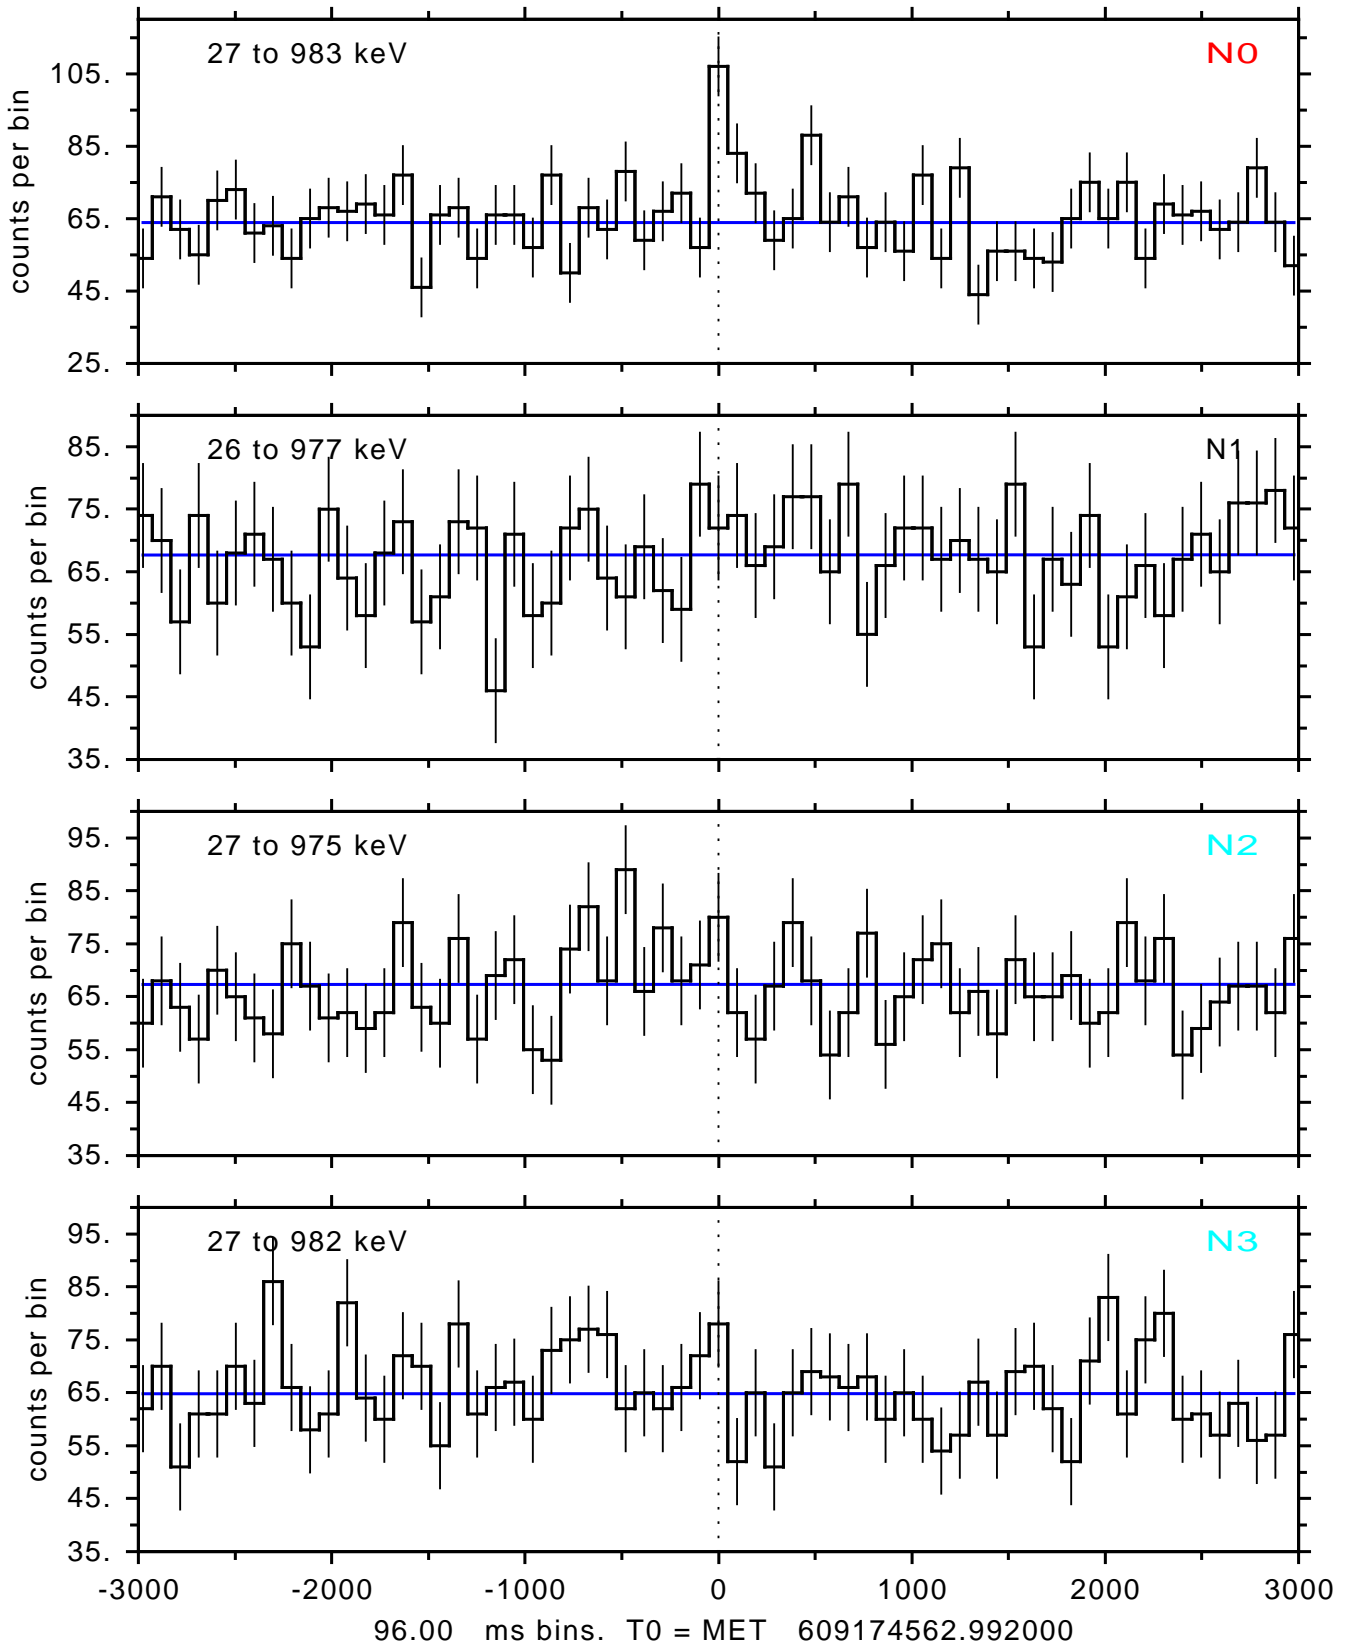 27 to 983 keV
N0
105.
85.
65.
45.
25.
counts per bin
26 to 977 keV
N1
85.
75.
65.
55.
45.
35.
counts per bin
27 to 975 keV
N2
95.
85.
75.
65.
55.
45.
35.
counts per bin
27 to 982 keV
N3
95.
85.
75.
65.
55.
45.
35.
counts per bin
-3000 -2000 -1000 0 1000 2000 3000
96.00 ms bins. T0 = MET 609174562.992000